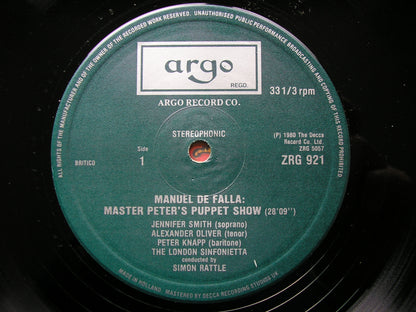 ALL RIGHTS OF THE MANUFACTURER AND OF THE OWNER OF THE RECORDED WORK RESERVED. UNAUTHORISED PUBLIC PERFORMANCE, BROADCASTING AND COPYING OF THIS RECORD PROHIBITED
argo
REGD.
33 1/3 rpm
ARGO RECORD CO.
STEREOPHONIC
BRITICO
Side
1
(P) 1980 The Decca
Record Co. Ltd.
ZRG 5057
ZRG 921
MANUEL DE FALLA:
MASTER PETER'S PUPPET SHOW (28'09")
JENNIFER SMITH (soprano)
ALEXANDER OLIVER (tenor)
PETER KNAPP (baritone)
THE LONDON SINFONIETTA
conducted by
SIMON RATTLE
MADE IN HOLLAND. MASTERED BY DECCA RECORDING STUDIOS UK